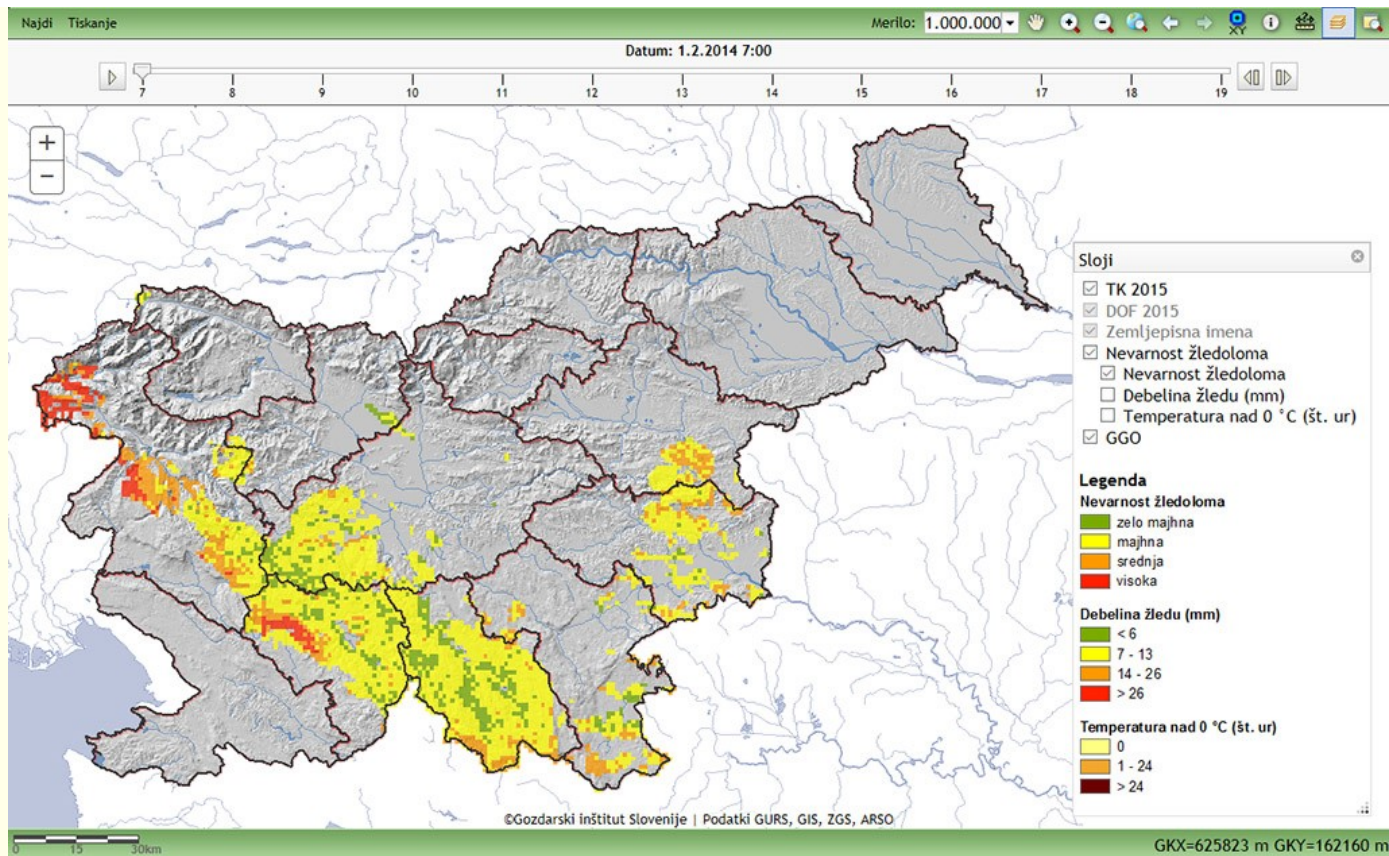 Najdi Tiskanje Merilo: 1.000.000
XY
Datum: 1.2.2014 7:00
7 8 9 10 11 12 13 14 15 16 17 18 19
+
−
Sloji
TK 2015
DOF 2015
Zemljepisna imena
Nevarnost žledoloma
Nevarnost žledoloma
Debelina žledu (mm)
Temperatura nad 0 °C (št. ur)
GGO
Legenda
Nevarnost žledoloma
zelo majhna
majhna
srednja
visoka
Debelina žledu (mm)
< 6
7 - 13
14 - 26
> 26
Temperatura nad 0 °C (št. ur)
0
1 - 24
> 24
©Gozdarski inštitut Slovenije | Podatki GURS, GIS, ZGS, ARSO
0 15 30km
GKX=625823 m GKY=162160 m